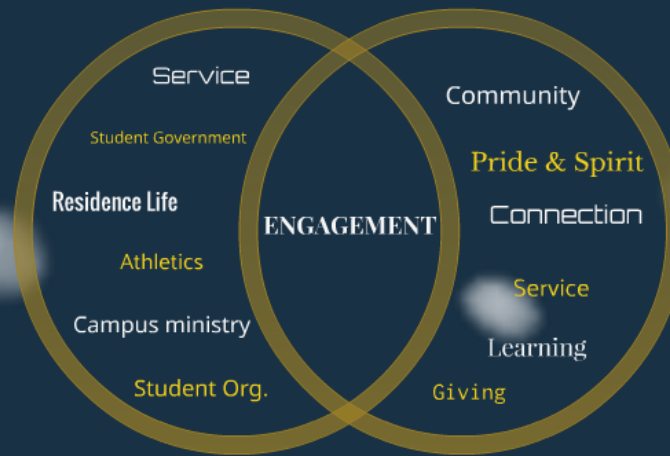 Service
Student Government
Residence Life
Athletics
Campus ministry
Student Org.
ENGAGEMENT
Community
Pride & Spirit
Connection
Service
Learning
Giving